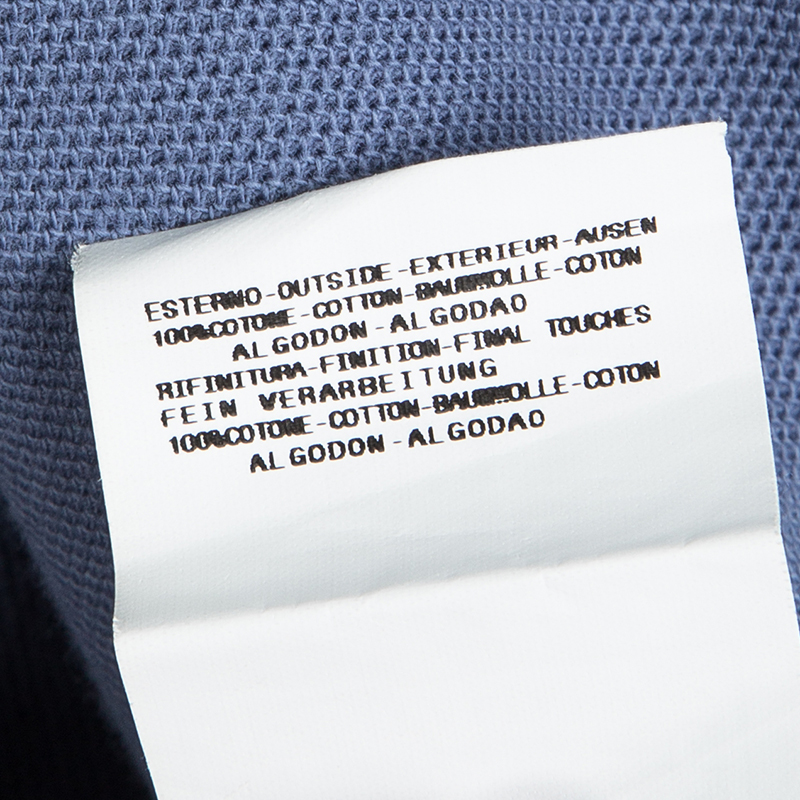 ESTERNO-OUTSIDE-EXTERIEUR-AUSEN
100%COTONE-COTTON-BAUMWOLLE-COTON
ALGODON-ALGODAO
RIFINITURA-FINITION-FINAL TOUCHES
FEIN VERARBEITUNG
100%COTONE-COTTON-BAUMWOLLE-COTON
ALGODON-ALGODAO